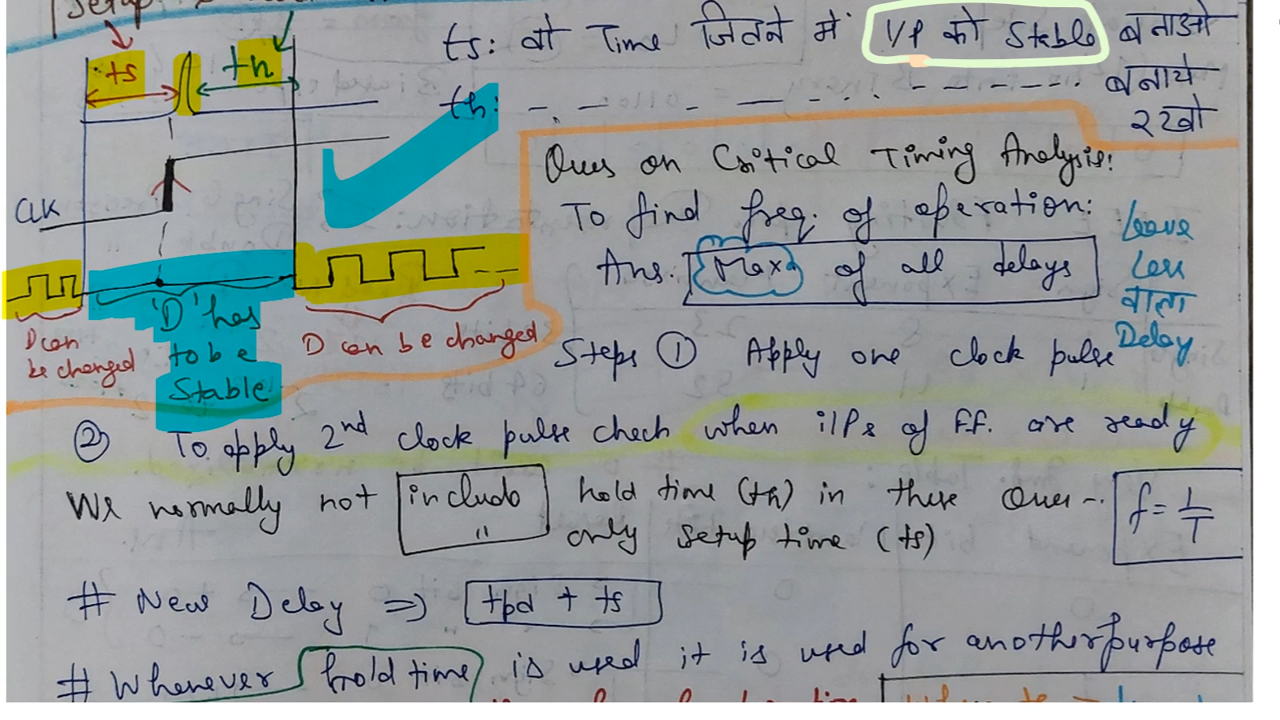 Setup
ts
th
ts: वो Time जितने में I/P को Stable बनाओ
th: - - - - - - - - - - - - - बनाये रखो
CLK
D can be changed
'D' has to be Stable
D can be changed
Ques on Critical Timing Analysis:
To find freq. of operation:
Ans. Max of all delays
Leave
Less
वाला
Delay
Steps ① Apply one clock pulse
② To apply 2nd clock pulse check when i/Ps of F.F. are ready
We normally not include hold time (th) in these Ques -.
" only setup time (ts)
f = 1/T
# New Delay ⇒ tpd + ts
# Whenever hold time is used it is used for another purpose